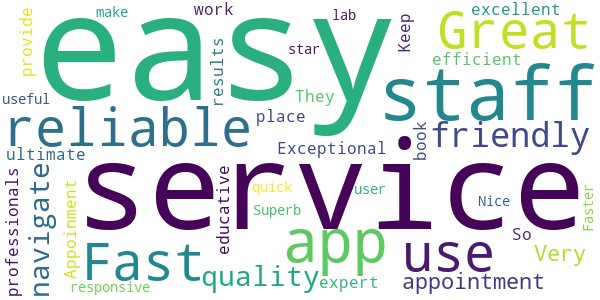 provide
make
easy
work
lab
star
Keep
excellent
Great
efficient
useful
results
They
staff
reliable
place
ultimate
Exceptional
book
friendly
professionals
navigate
Appoinment
service
educative
quick
user
Superb
Nice
Faster
So
Fast
app
use
Very
quality
expert
appointment
responsive